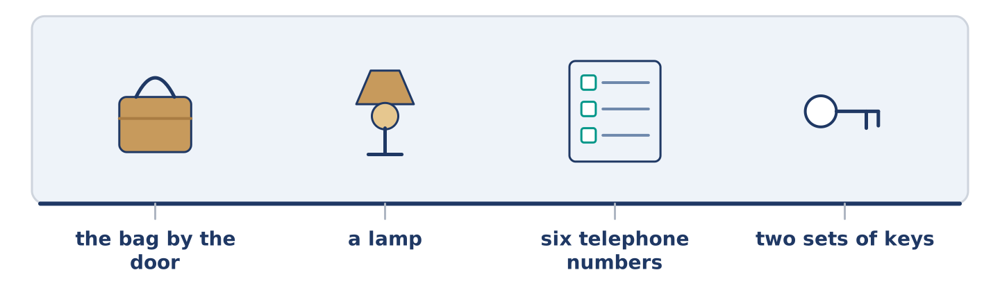 the bag by the
door
a lamp
six telephone
numbers
two sets of keys